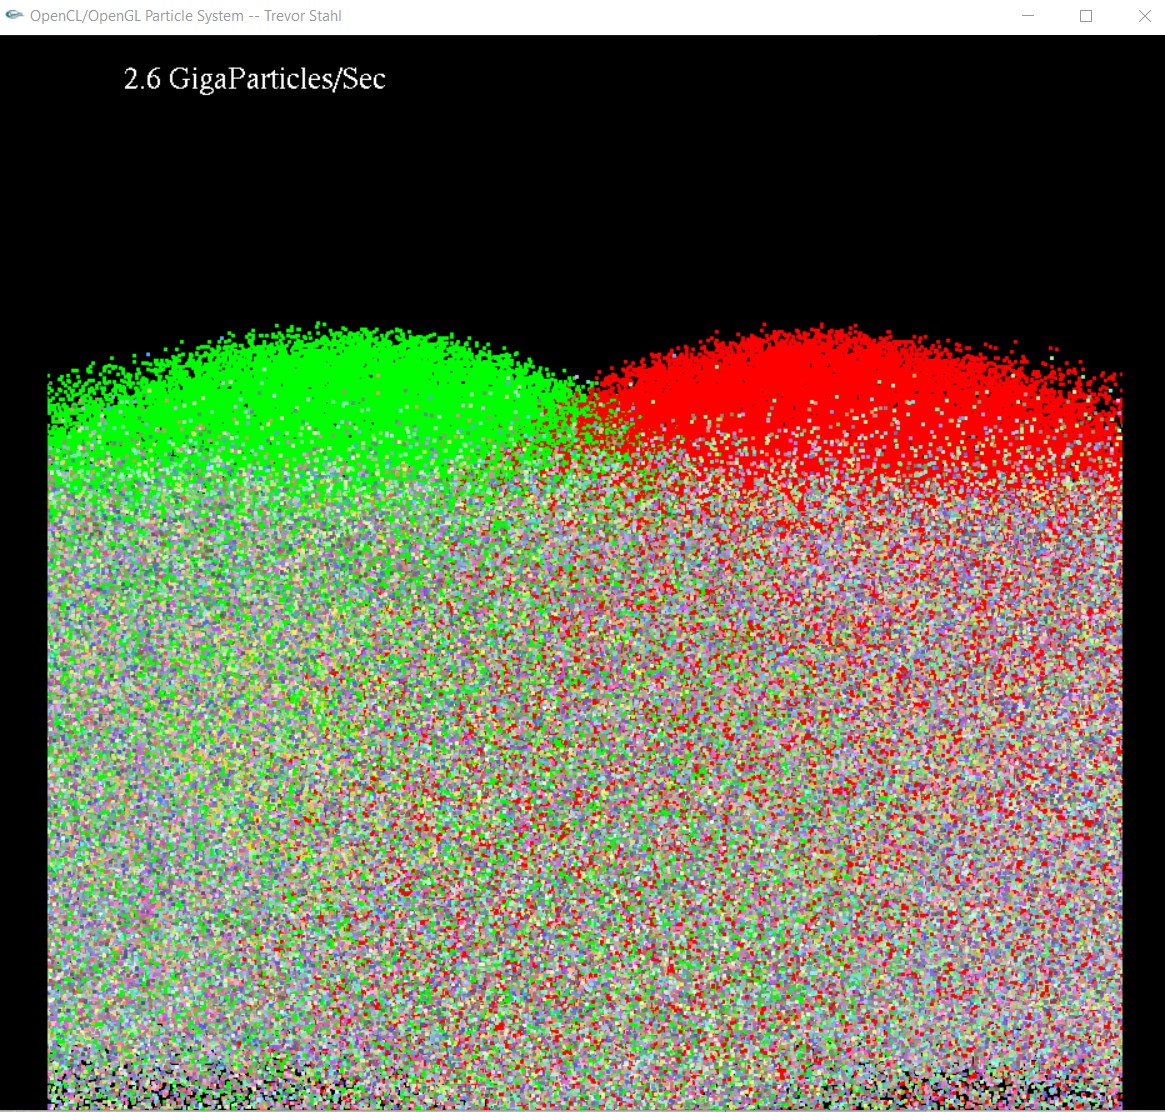 OpenCL/OpenGL Particle System -- Trevor Stahl
2.6 GigaParticles/Sec